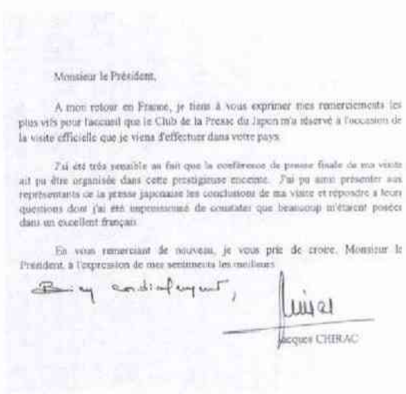 Monsieur le Président,
A mon retour en France, je tiens à vous exprimer mes remerciements les
plus vifs pour l'accueil que le Club de la Presse du Japon m'a réservé à l'occasion de
la visite officielle que je viens d'effectuer dans votre pays.
J'ai été très sensible au fait que la conférence de presse finale de ma visite
ait pu être organisée dans cette prestigieuse enceinte. J'ai pu ainsi présenter aux
représentants de la presse japonaise les conclusions de ma visite et répondre à leurs
questions dont j'ai été impressionné de constater que beaucoup m'étaient posées
dans un excellent français.
En vous remerciant de nouveau, je vous prie de croire, Monsieur le
Président, à l'expression de mes sentiments les meilleurs
Bien cordialement,
Jacques CHIRAC